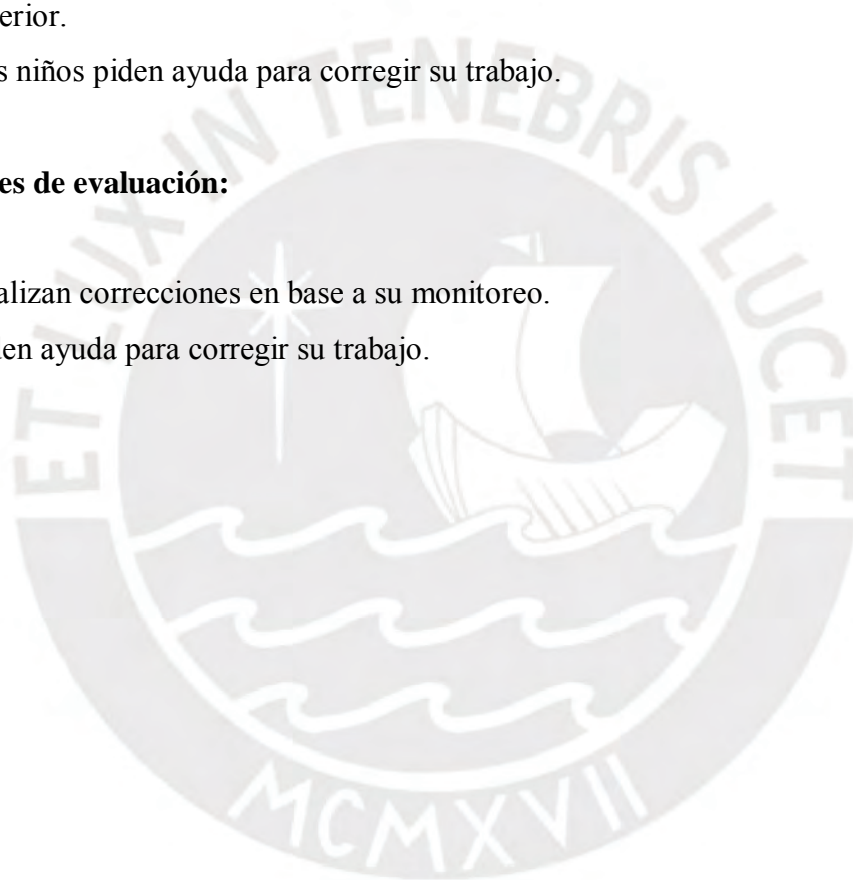 erior.
s niños piden ayuda para corregir su trabajo.
es de evaluación:
alizan correcciones en base a su monitoreo.
en ayuda para corregir su trabajo.
ET LUX IN TENEBRIS LUCET
MCMXVII